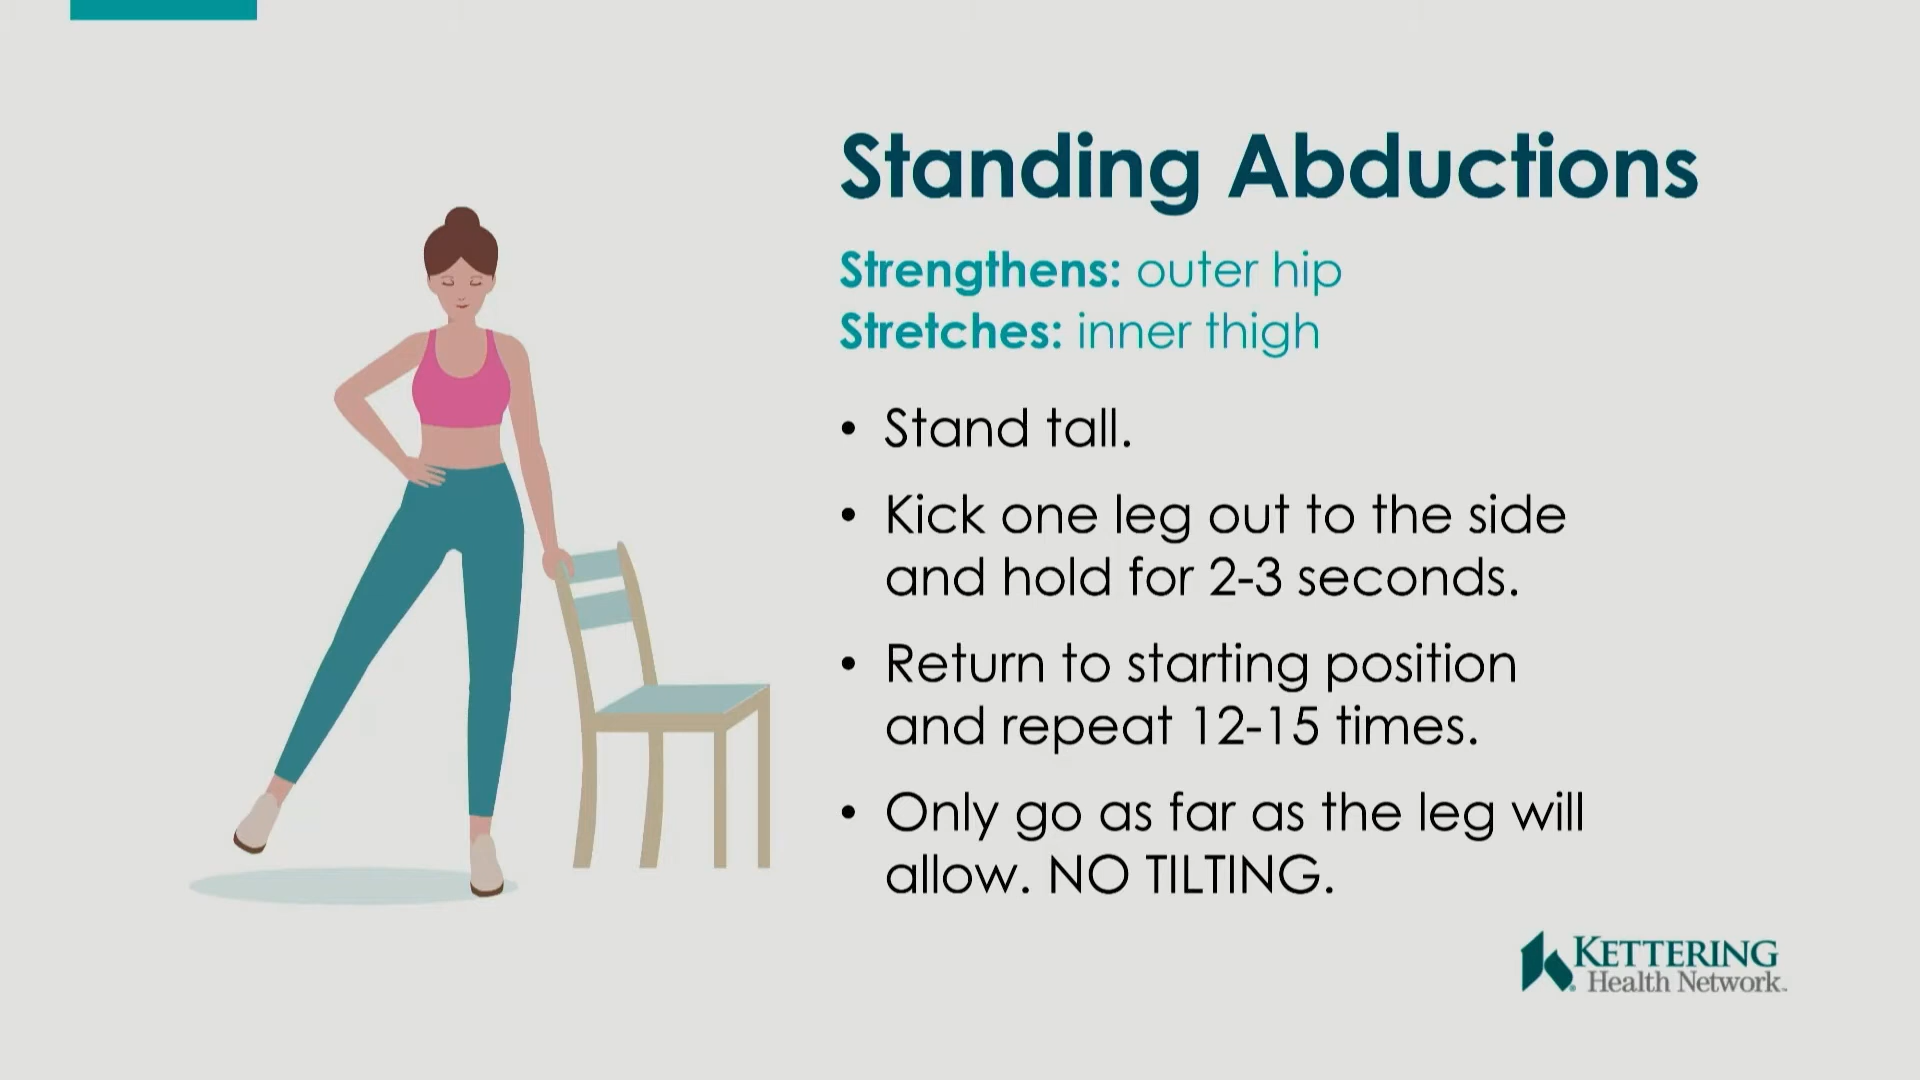 Standing Abductions
Strengthens: outer hip
Stretches: inner thigh
• Stand tall.
• Kick one leg out to the side
and hold for 2-3 seconds.
• Return to starting position
and repeat 12-15 times.
• Only go as far as the leg will
allow. NO TILTING.
KETTERING
Health Network